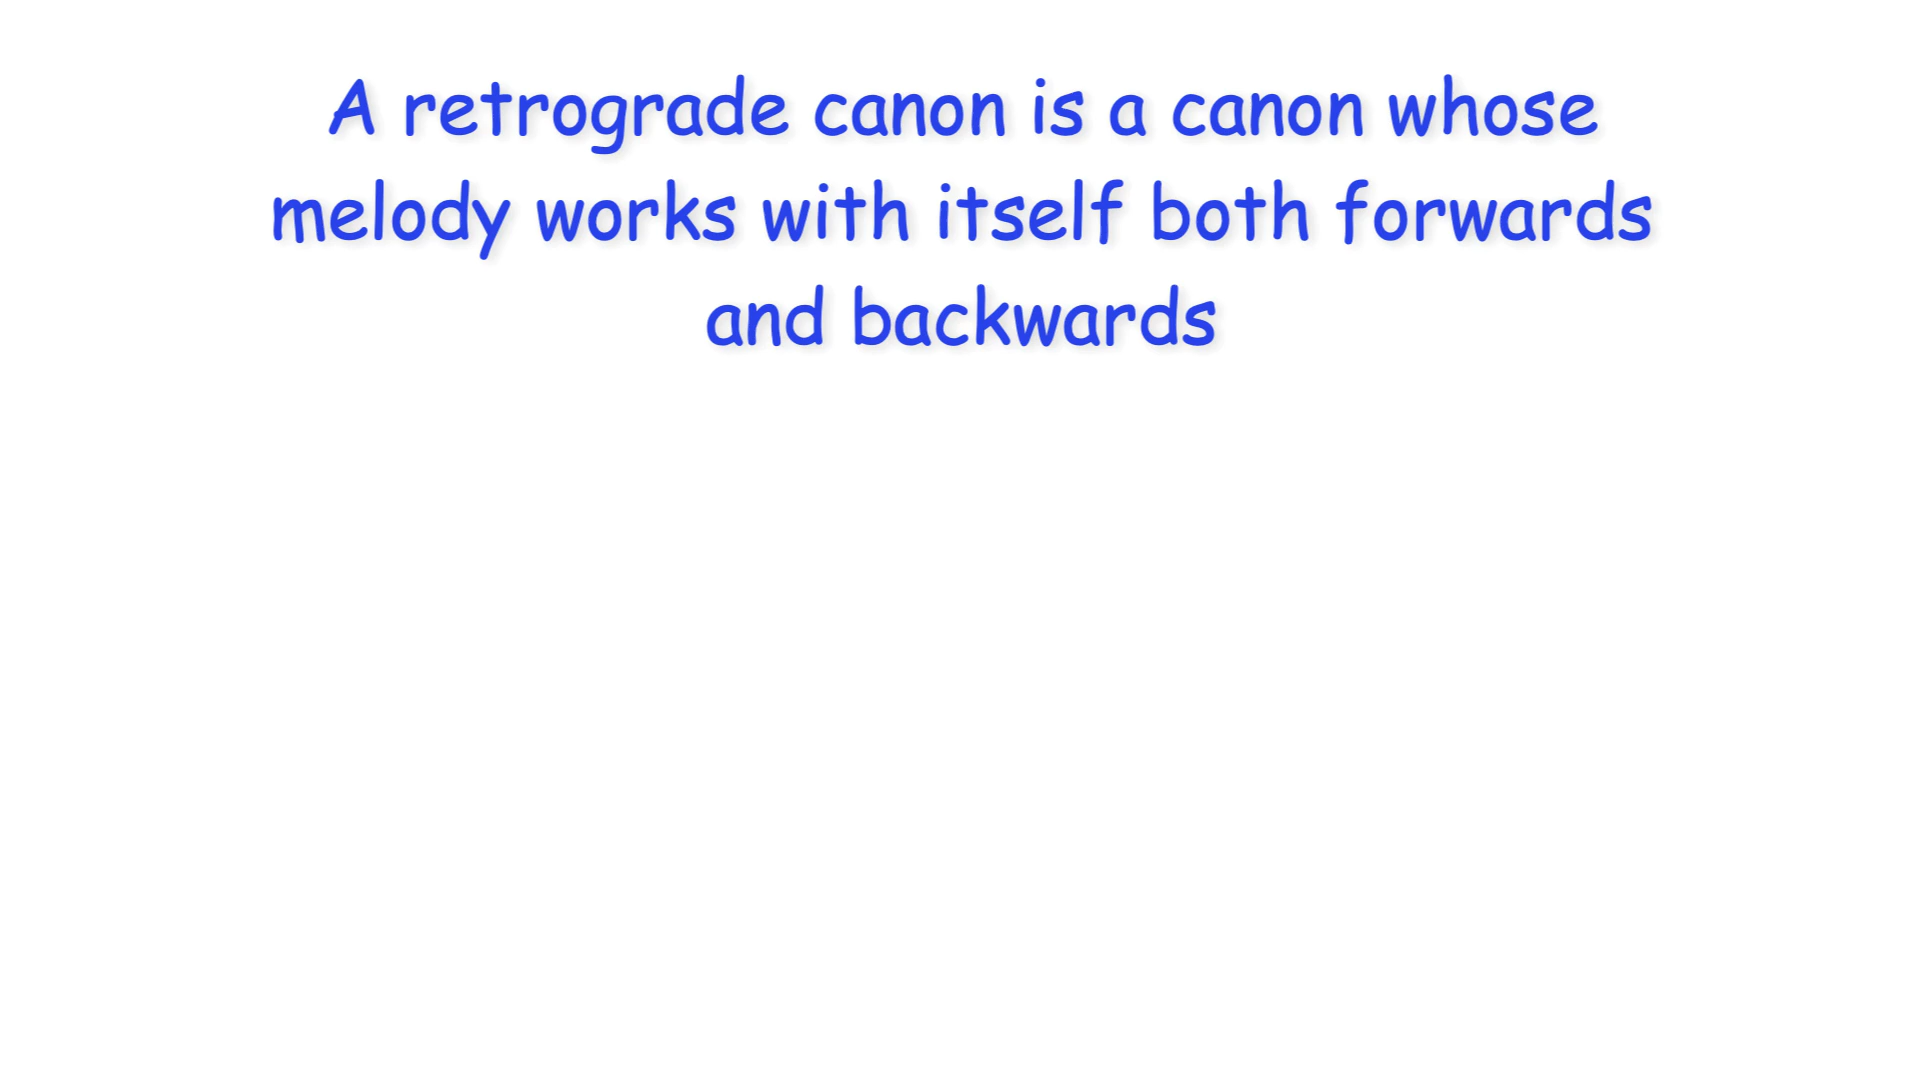 A retrograde canon is a canon whose
melody works with itself both forwards
and backwards